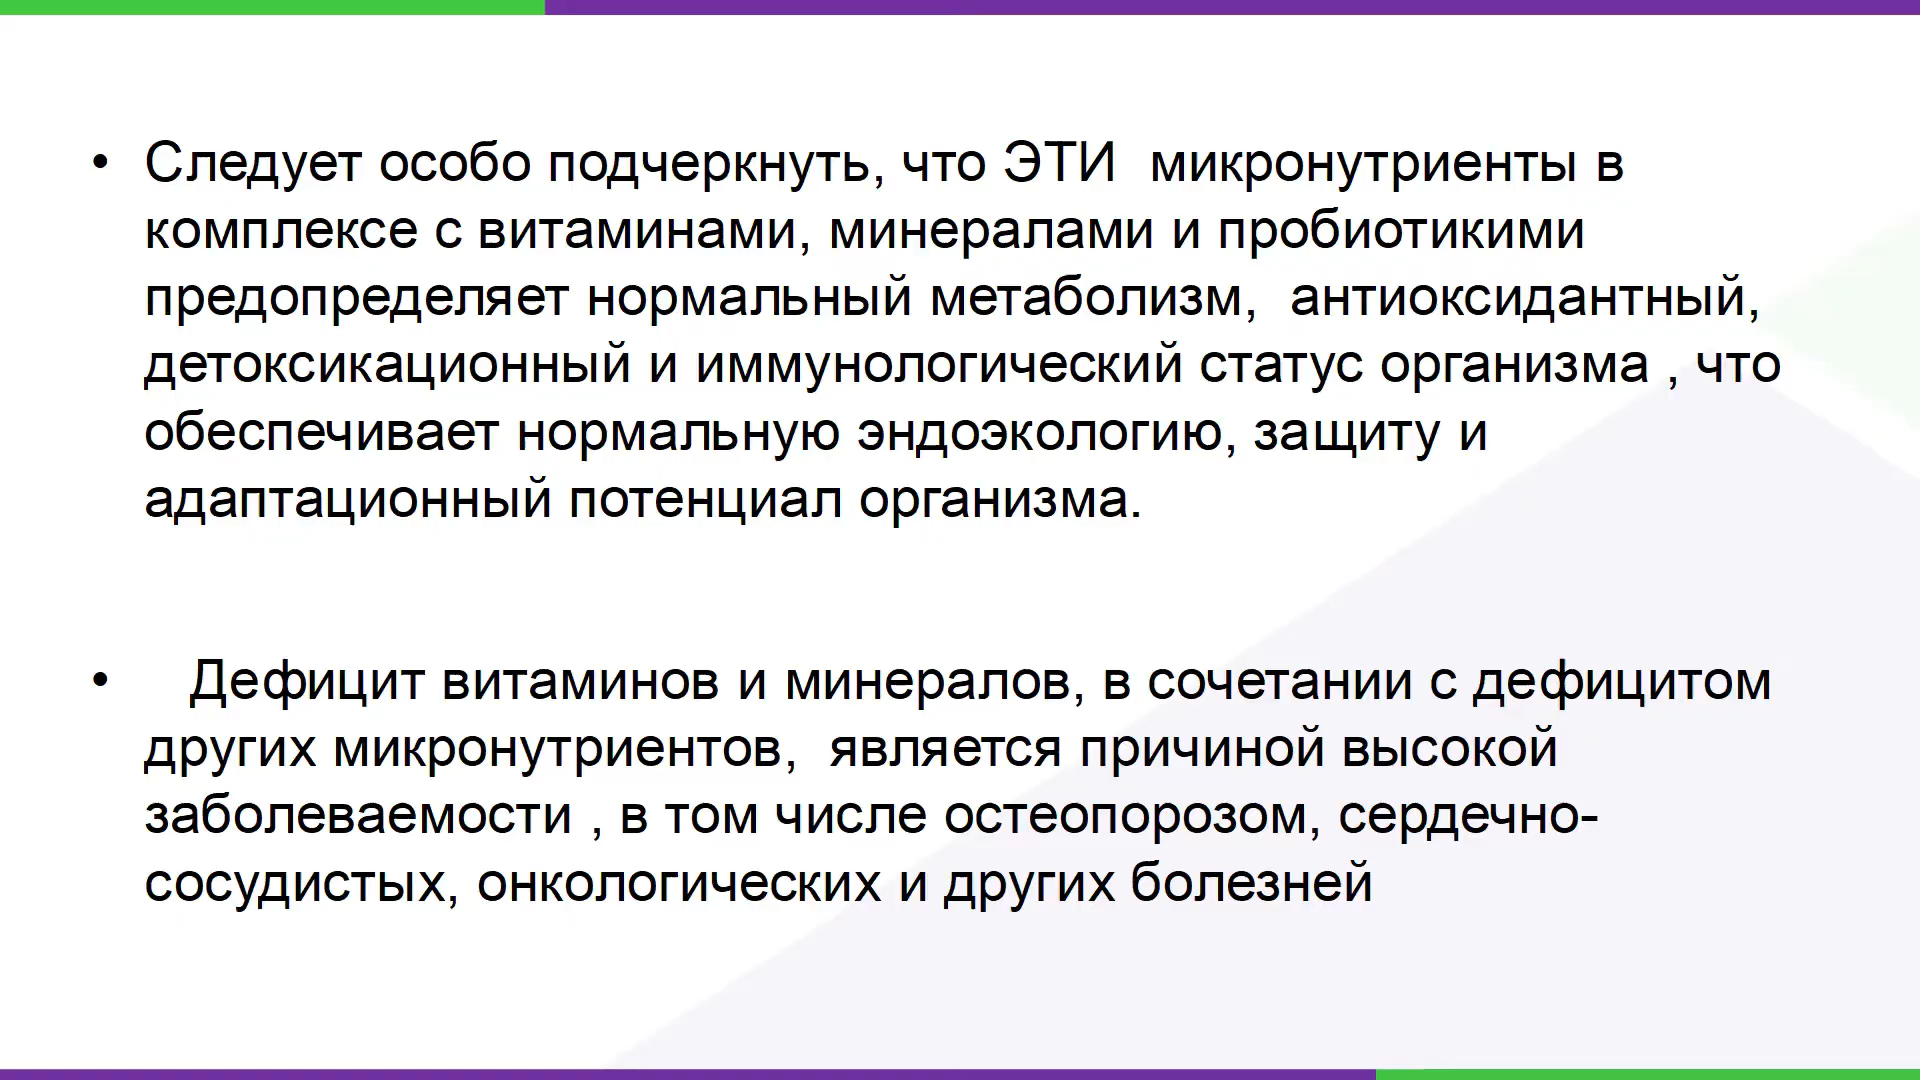 • Следует особо подчеркнуть, что ЭТИ  микронутриенты в
комплексе с витаминами, минералами и пробиотикими
предопределяет нормальный метаболизм,  антиоксидантный,
детоксикационный и иммунологический статус организма , что
обеспечивает нормальную эндоэкологию, защиту и
адаптационный потенциал организма.
•   Дефицит витаминов и минералов, в сочетании с дефицитом
других микронутриентов,  является причиной высокой
заболеваемости , в том числе остеопорозом, сердечно-
сосудистых, онкологических и других болезней